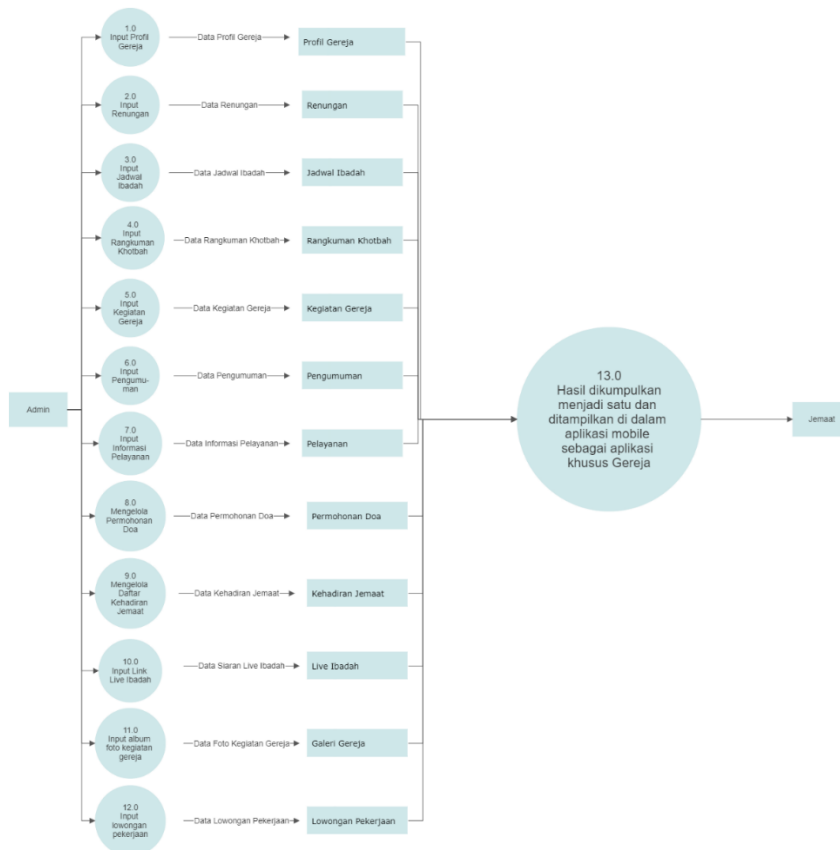 1.0
Input Profil
Gereja
Data Profil Gereja
Profil Gereja
2.0
Input
Renungan
Data Renungan
Renungan
3.0
Input
Jadwal
Ibadah
Data Jadwal Ibadah
Jadwal Ibadah
4.0
Input
Rangkuman
Khotbah
Data Rangkuman Khotbah
Rangkuman Khotbah
5.0
Input
Kegiatan
Gereja
Data Kegiatan Gereja
Kegiatan Gereja
6.0
Input
Pengumu-
man
Data Pengumuman
Pengumuman
Admin
7.0
Input
Informasi
Pelayanan
Data Informasi Pelayanan
Pelayanan
8.0
Mengelola
Permohonan
Doa
Data Permohonan Doa
Permohonan Doa
9.0
Mengelola
Daftar
Kehadiran
Jemaat
Data Kehadiran Jemaat
Kehadiran Jemaat
10.0
Input Link
Live Ibadah
Data Siaran Live Ibadah
Live Ibadah
11.0
Input album
foto kegiatan
gereja
Data Foto Kegiatan Gereja
Galeri Gereja
12.0
Input
lowongan
pekerjaan
Data Lowongan Pekerjaan
Lowongan Pekerjaan
13.0
Hasil dikumpulkan
menjadi satu dan
ditampilkan di dalam
aplikasi mobile
sebagai aplikasi
khusus Gereja
Jemaat